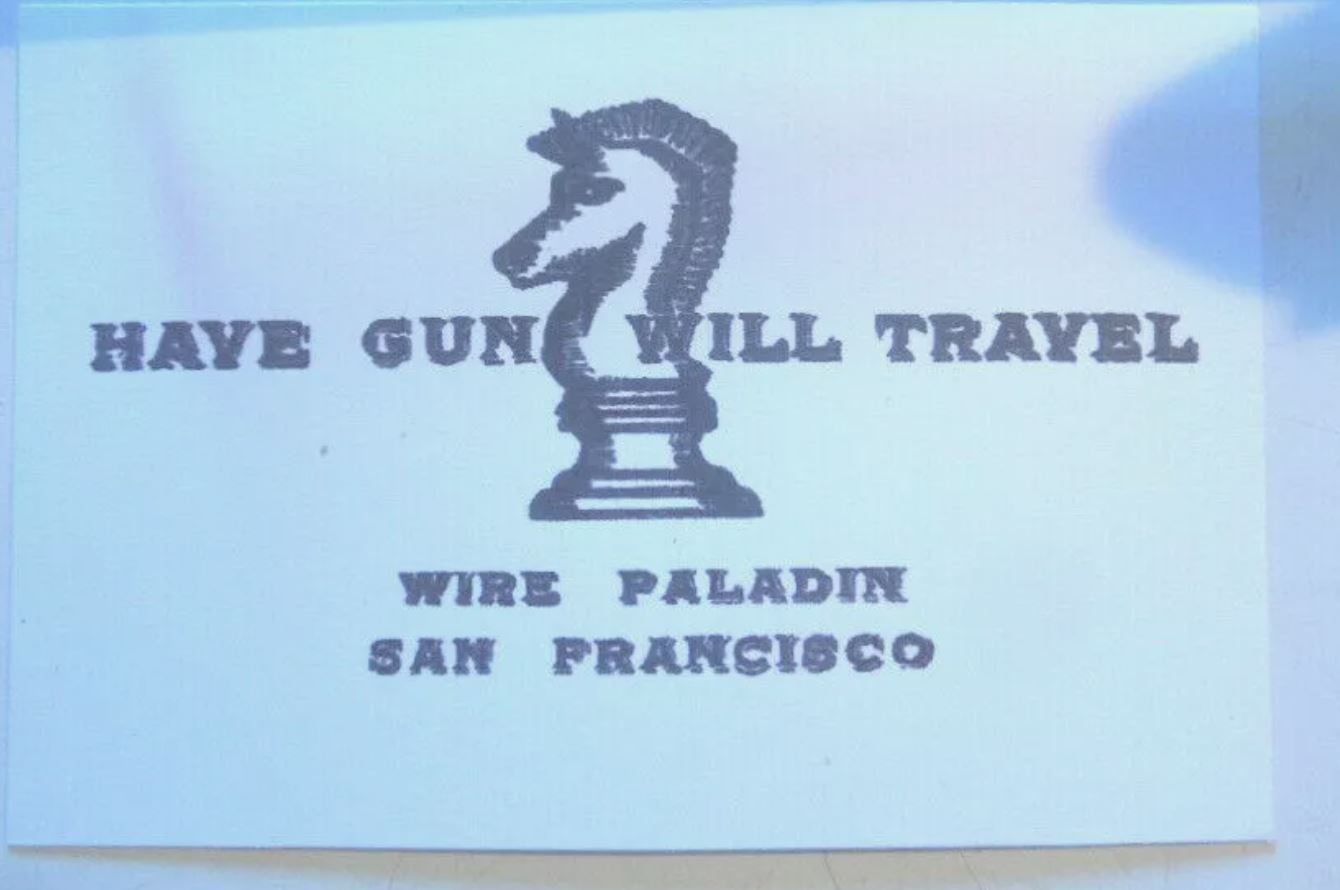 HAVE GUN WILL TRAVEL
WIRE PALADIN
SAN FRANCISCO